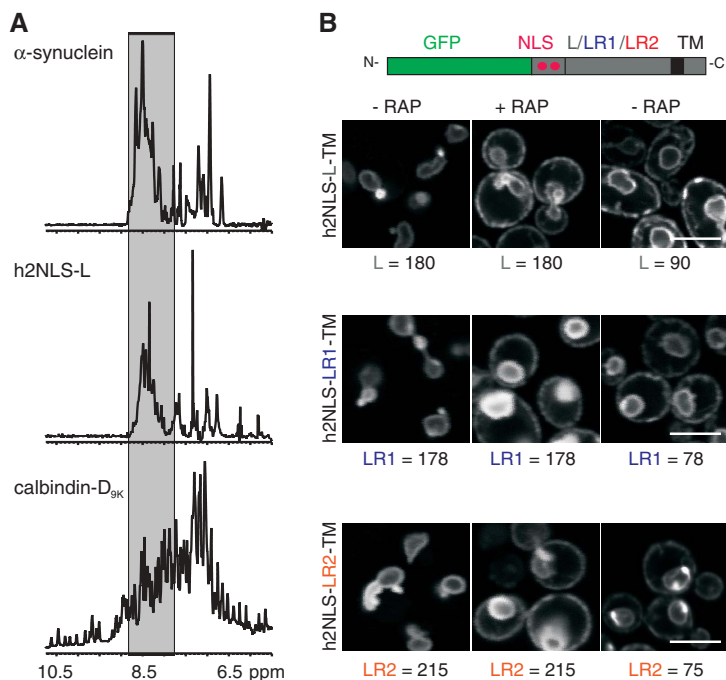 A
α-synuclein
h2NLS-L
calbindin-D9K
10.5 8.5 6.5 ppm
B
GFP NLS L/LR1/LR2 TM
N- -C
- RAP + RAP - RAP
h2NLS-L-TM
L = 180 L = 180 L = 90
h2NLS-LR1-TM
LR1 = 178 LR1 = 178 LR1 = 78
h2NLS-LR2-TM
LR2 = 215 LR2 = 215 LR2 = 75